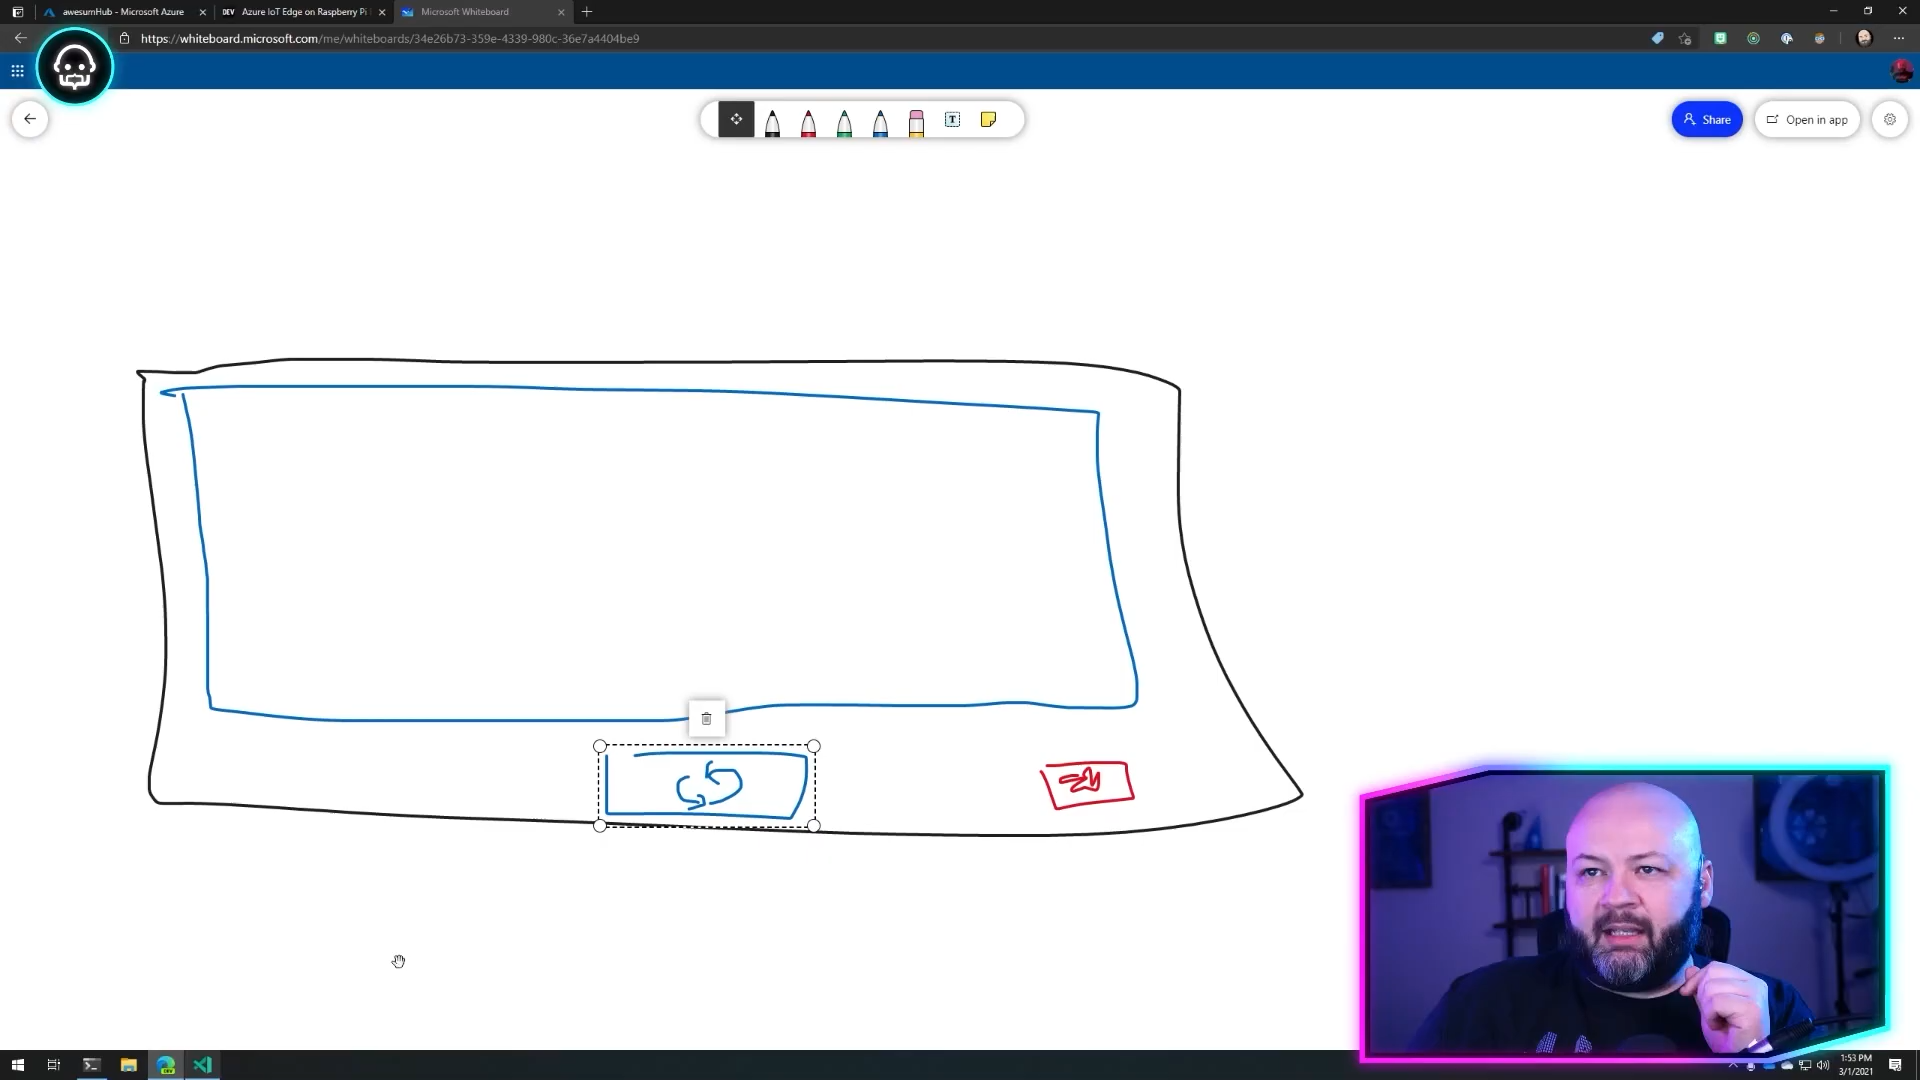 awesumHub - Microsoft Azure
DEV Azure IoT Edge on Raspberry Pi
Microsoft Whiteboard
https://whiteboard.microsoft.com/me/whiteboards/34e26b73-359e-4339-980c-36e7a4404be9
T
Share
Open in app
1:53 PM
3/1/2021